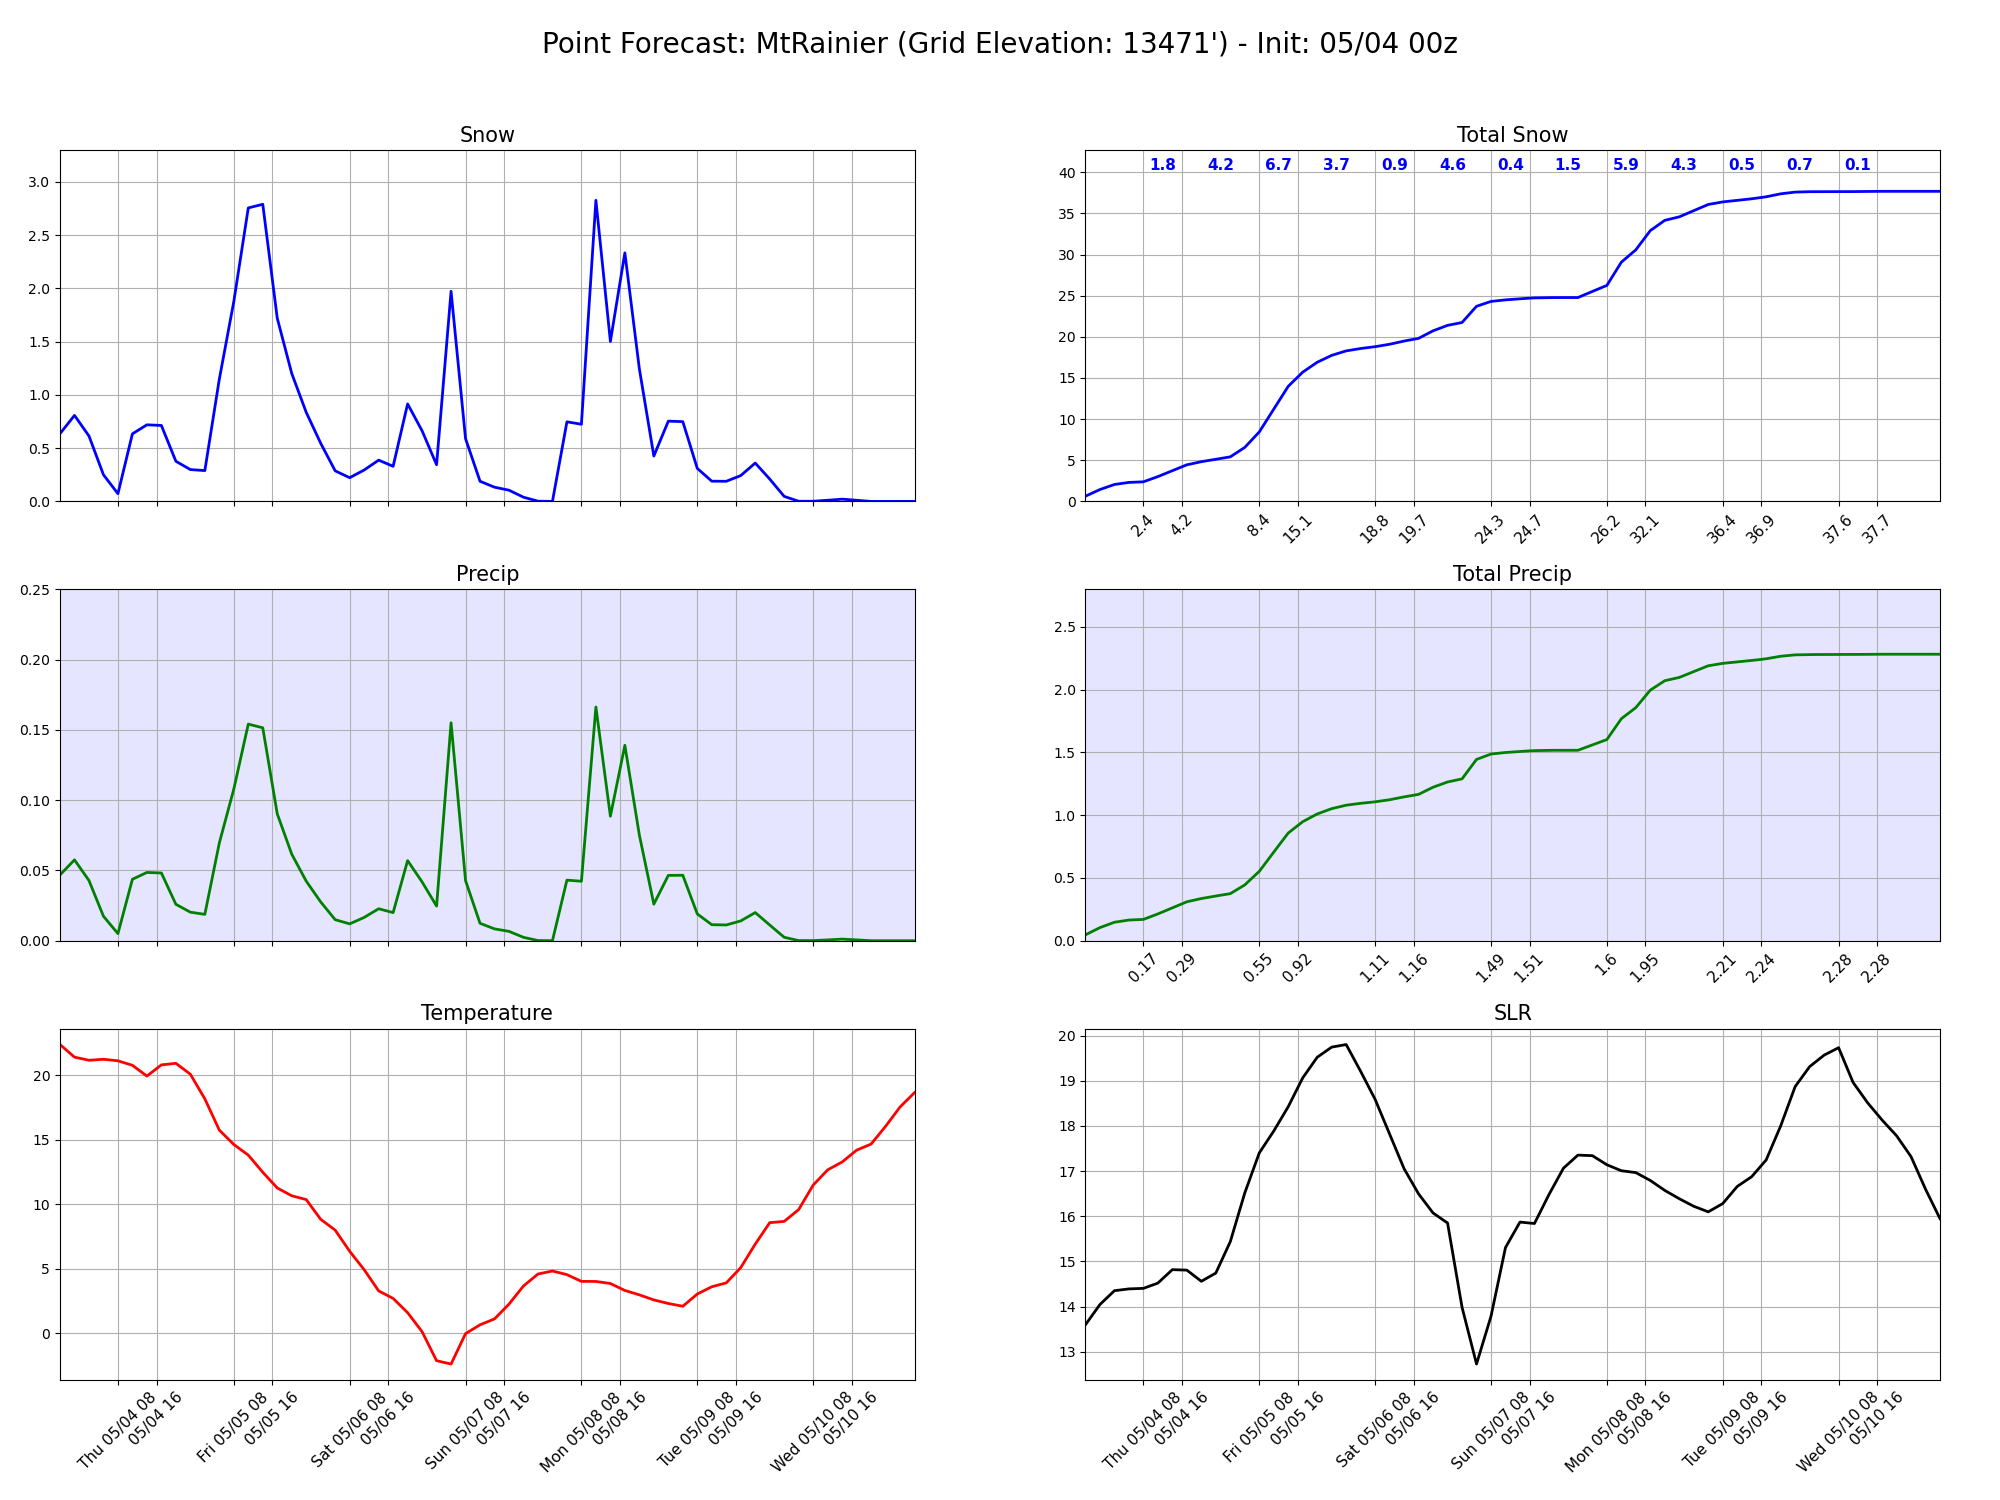 Point Forecast: MtRainier (Grid Elevation: 13471') - Init: 05/04 00z
Snow
3.0
2.5
2.0
1.5
1.0
0.5
0.0
Total Snow
1.8 4.2 6.7 3.7 0.9 4.6 0.4 1.5 5.9 4.3 0.5 0.7 0.1
40
35
30
25
20
15
10
5
0
2.4 4.2 8.4 15.1 18.8 19.7 24.3 24.7 26.2 32.1 36.4 36.9 37.6 37.7
Precip
0.25
0.20
0.15
0.10
0.05
0.00
Total Precip
2.5
2.0
1.5
1.0
0.5
0.0
0.17 0.29 0.55 0.92 1.11 1.16 1.49 1.51 1.6 1.95 2.21 2.24 2.28 2.28
Temperature
20
15
10
5
0
Thu 05/04 08
05/04 16
Fri 05/05 08
05/05 16
Sat 05/06 08
05/06 16
Sun 05/07 08
05/07 16
Mon 05/08 08
05/08 16
Tue 05/09 08
05/09 16
Wed 05/10 08
05/10 16
SLR
20
19
18
17
16
15
14
13
Thu 05/04 08
05/04 16
Fri 05/05 08
05/05 16
Sat 05/06 08
05/06 16
Sun 05/07 08
05/07 16
Mon 05/08 08
05/08 16
Tue 05/09 08
05/09 16
Wed 05/10 08
05/10 16